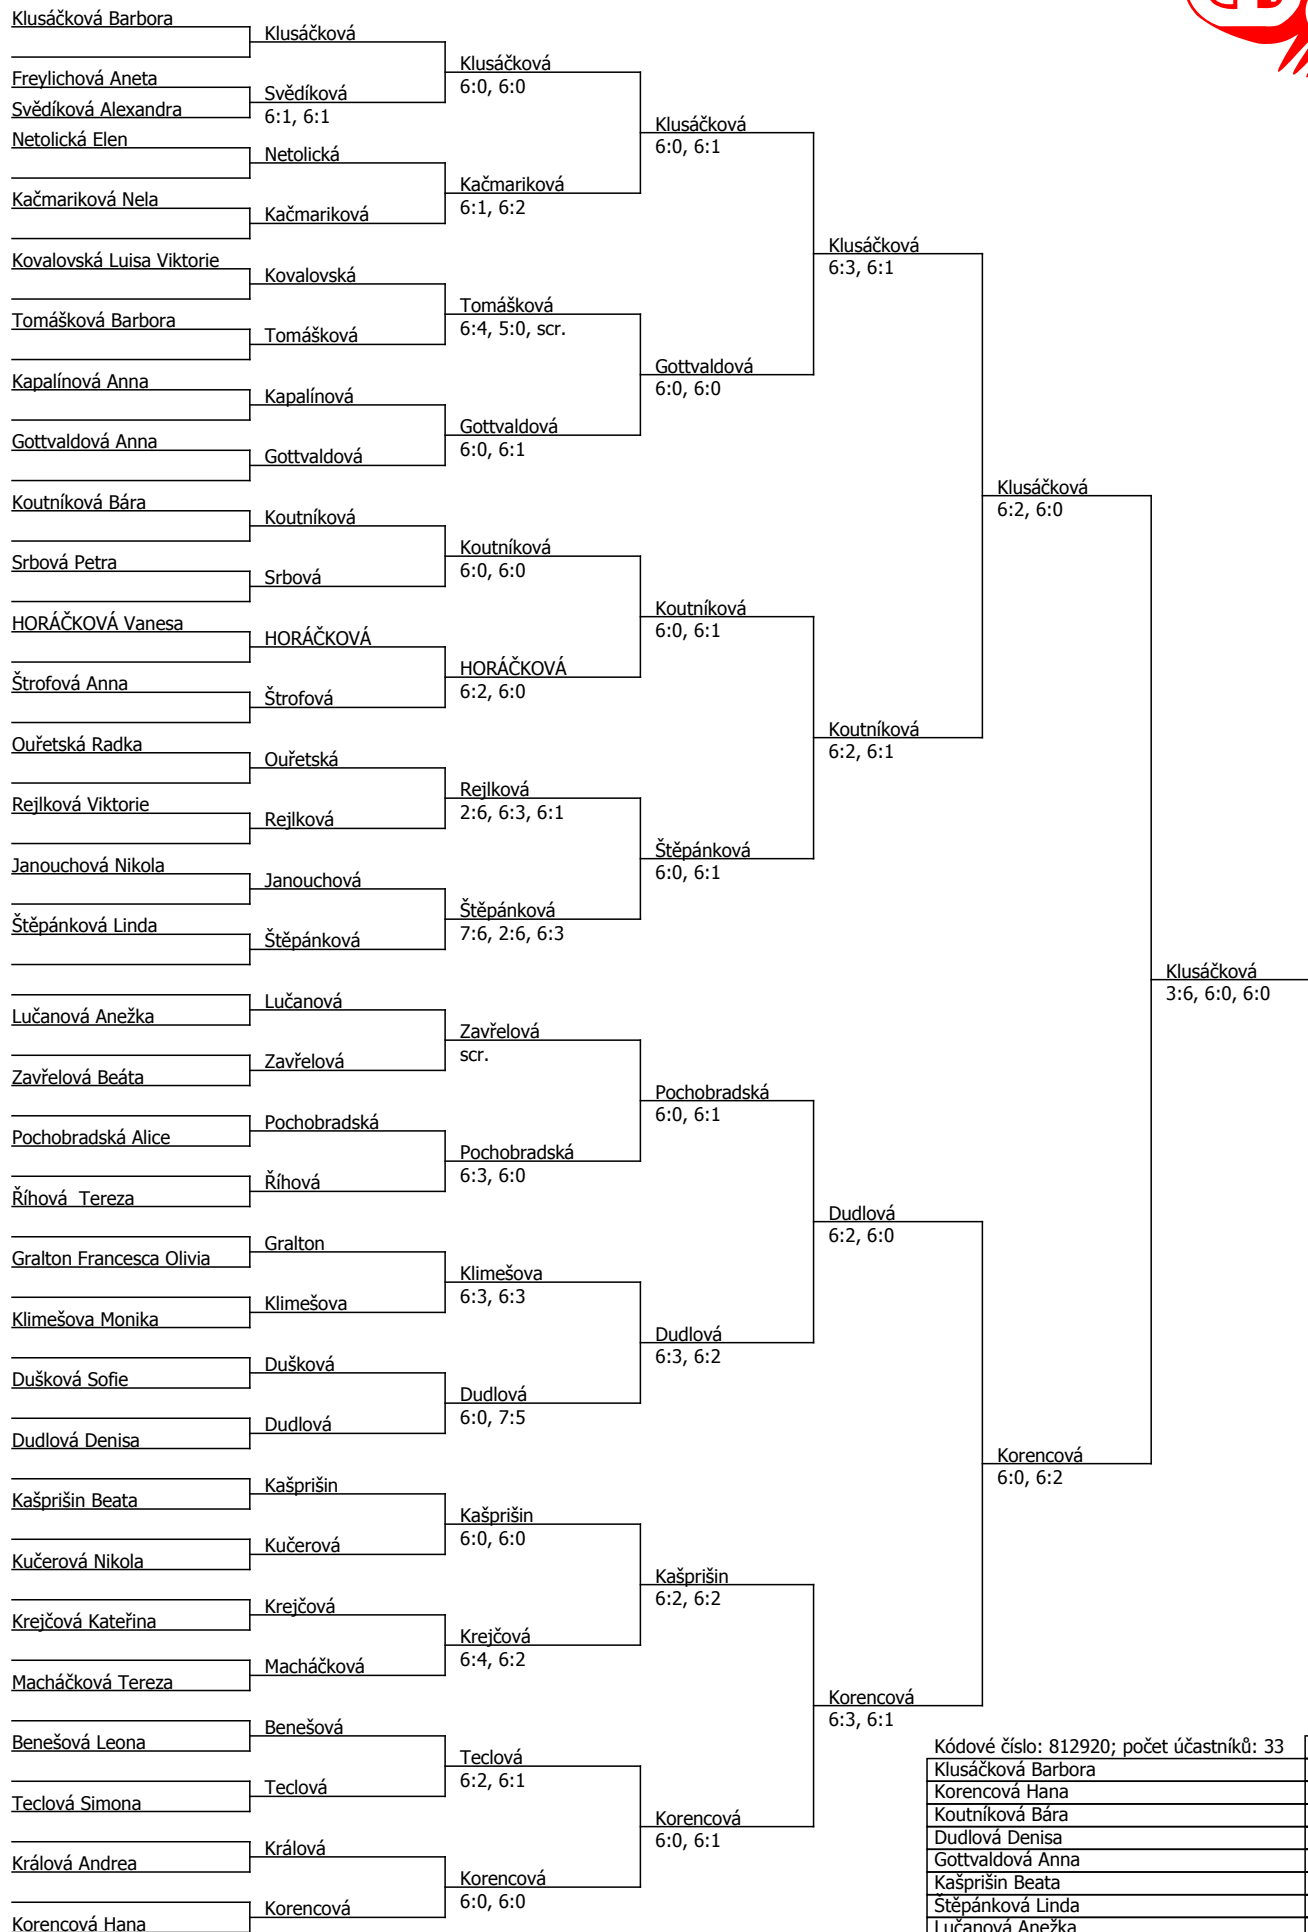 Klusáčková Barbora
Freylichová Aneta
Svědíková Alexandra
Netolická Elen
Kačmariková Nela
Kovalovská Luisa Viktorie
Tomášková Barbora
Kapalínová Anna
Gottvaldová Anna
Koutníková Bára
Srbová Petra
HORÁČKOVÁ Vanesa
Štrofová Anna
Ouřetská Radka
Rejlková Viktorie
Janouchová Nikola
Štěpánková Linda
Lučanová Anežka
Zavřelová Beáta
Pochobradská Alice
Říhová  Tereza
Gralton Francesca Olivia
Klimešova Monika
Dušková Sofie
Dudlová Denisa
Kašprišin Beata
Kučerová Nikola
Krejčová Kateřina
Macháčková Tereza
Benešová Leona
Teclová Simona
Králová Andrea
Korencová Hana
Klusáčková
Svědíková
6:1, 6:1
Netolická
Kačmariková
Kovalovská
Tomášková
Kapalínová
Gottvaldová
Koutníková
Srbová
HORÁČKOVÁ
Štrofová
Ouřetská
Rejlková
Janouchová
Štěpánková
Lučanová
Zavřelová
Pochobradská
Říhová
Gralton
Klimešova
Dušková
Dudlová
Kašprišin
Kučerová
Krejčová
Macháčková
Benešová
Teclová
Králová
Korencová
Klusáčková
6:0, 6:0
Kačmariková
6:1, 6:2
Tomášková
6:4, 5:0, scr.
Gottvaldová
6:0, 6:1
Koutníková
6:0, 6:0
HORÁČKOVÁ
6:2, 6:0
Rejlková
2:6, 6:3, 6:1
Štěpánková
7:6, 2:6, 6:3
Zavřelová
scr.
Pochobradská
6:3, 6:0
Klimešova
6:3, 6:3
Dudlová
6:0, 7:5
Kašprišin
6:0, 6:0
Krejčová
6:4, 6:2
Teclová
6:2, 6:1
Korencová
6:0, 6:0
Klusáčková
6:0, 6:1
Gottvaldová
6:0, 6:0
Koutníková
6:0, 6:1
Štěpánková
6:0, 6:1
Pochobradská
6:0, 6:1
Dudlová
6:3, 6:2
Kašprišin
6:2, 6:2
Korencová
6:0, 6:1
Klusáčková
6:3, 6:1
Koutníková
6:2, 6:1
Dudlová
6:2, 6:0
Korencová
6:3, 6:1
Klusáčková
6:2, 6:0
Korencová
6:0, 6:2
Klusáčková
3:6, 6:0, 6:0
Kódové číslo: 812920; počet účastníků: 33
Klusáčková Barbora
Korencová Hana
Koutníková Bára
Dudlová Denisa
Gottvaldová Anna
Kašprišin Beata
Štěpánková Linda
Lučanová Anežka